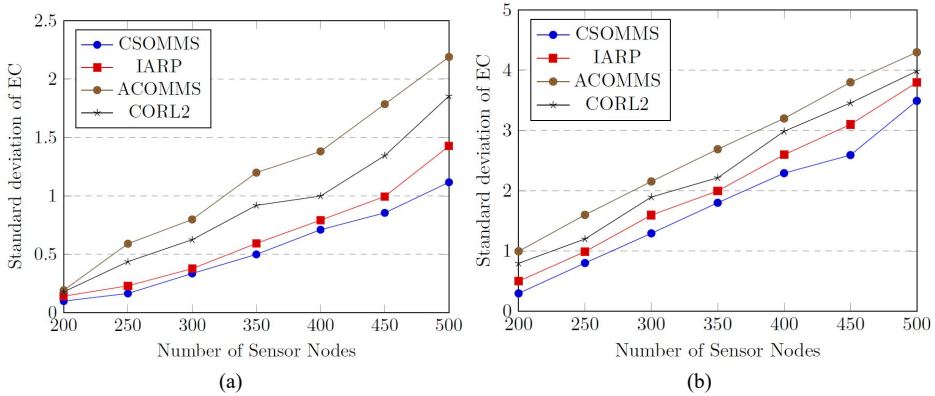 2.5
2
1.5
1
0.5
0
Standard deviation of EC
CSOMMS
IARP
ACOMMS
CORL2
200 250 300 350 400 450 500
Number of Sensor Nodes
(a)
5
4
3
2
1
0
Standard deviation of EC
CSOMMS
IARP
ACOMMS
CORL2
200 250 300 350 400 450 500
Number of Sensor Nodes
(b)